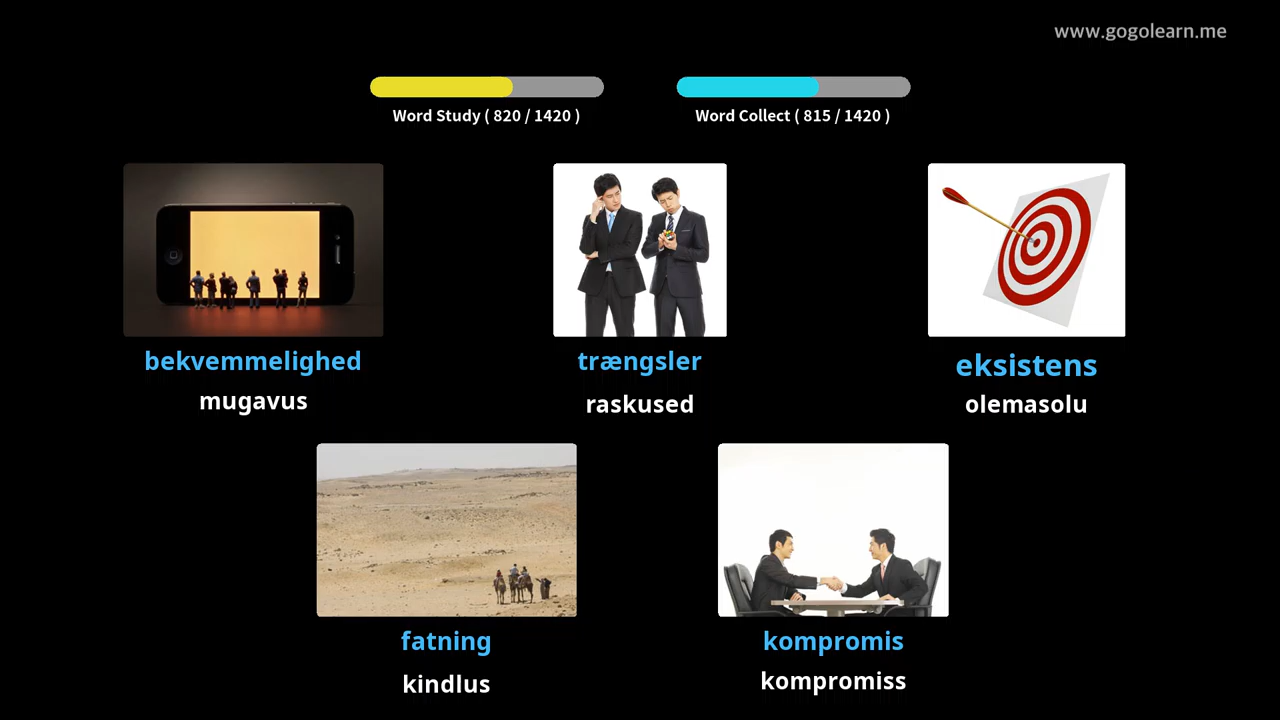 www.gogolearn.me
Word Study ( 820 / 1420 )
Word Collect ( 815 / 1420 )
bekvemmelighed
mugavus
trængsler
raskused
eksistens
olemasolu
fatning
kindlus
kompromis
kompromiss